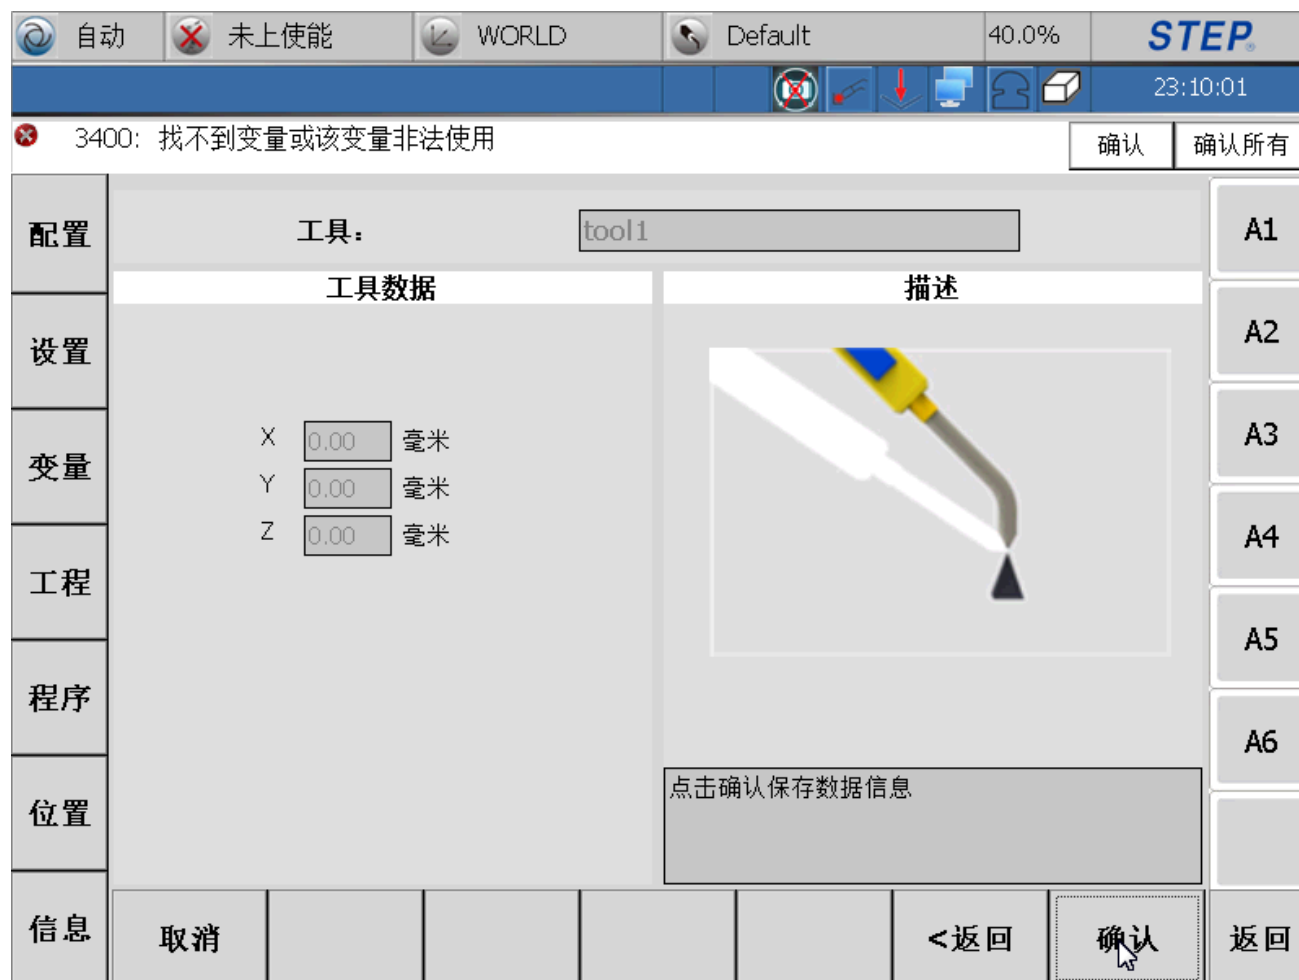 自动 未上使能 WORLD Default 40.0% STEP®
23:10:01
3400: 找不到变量或该变量非法使用 确认 确认所有
配置 工具: tool1 A1
工具数据 描述
设置 A2
X 0.00 毫米 A3
变量 Y 0.00 毫米
Z 0.00 毫米 A4
工程
A5
程序
A6
位置 点击确认保存数据信息
信息 取消 <返回 确认 返回